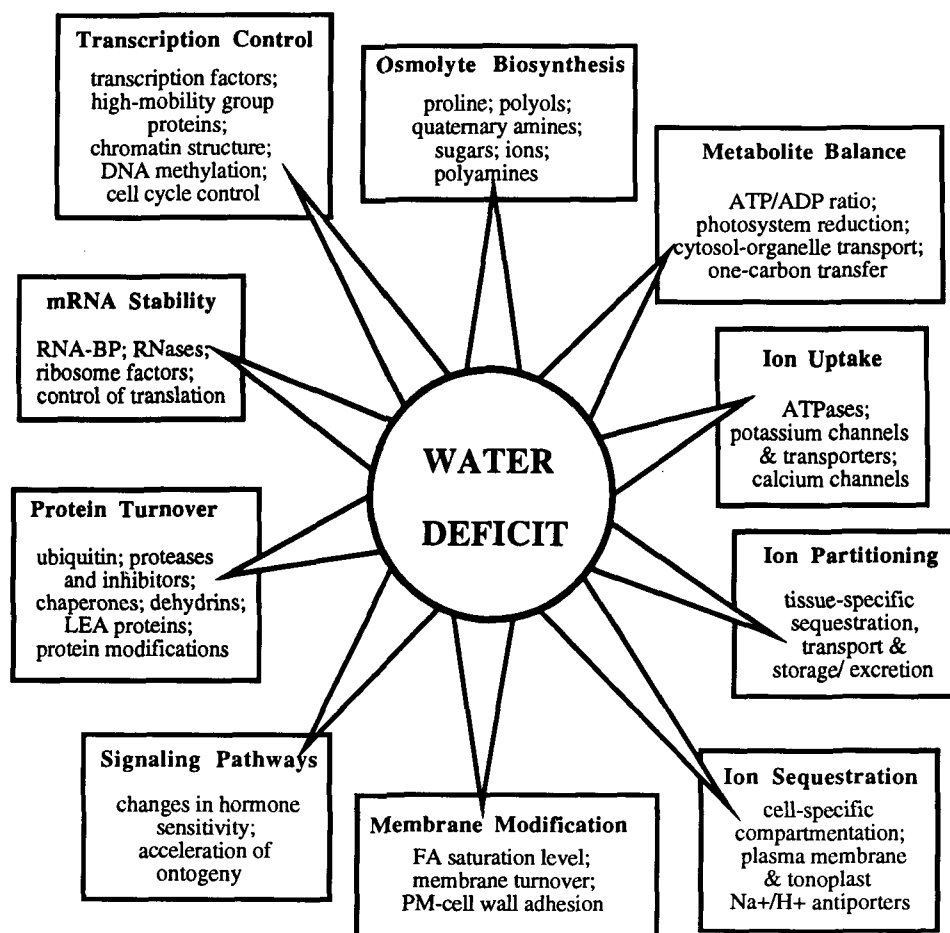 Transcription Control
transcription factors;
high-mobility group
proteins;
chromatin structure;
DNA methylation;
cell cycle control
Osmolyte Biosynthesis
proline; polyols;
quaternary amines;
sugars; ions;
polyamines
Metabolite Balance
ATP/ADP ratio;
photosystem reduction;
cytosol-organelle transport;
one-carbon transfer
mRNA Stability
RNA-BP; RNases;
ribosome factors;
control of translation
Ion Uptake
ATPases;
potassium channels
& transporters;
calcium channels
WATER
DEFICIT
Protein Turnover
ubiquitin; proteases
and inhibitors;
chaperones; dehydrins;
LEA proteins;
protein modifications
Ion Partitioning
tissue-specific
sequestration,
transport &
storage/ excretion
Signaling Pathways
changes in hormone
sensitivity;
acceleration of
ontogeny
Membrane Modification
FA saturation level;
membrane turnover;
PM-cell wall adhesion
Ion Sequestration
cell-specific
compartmentation;
plasma membrane
& tonoplast
Na+/H+ antiporters